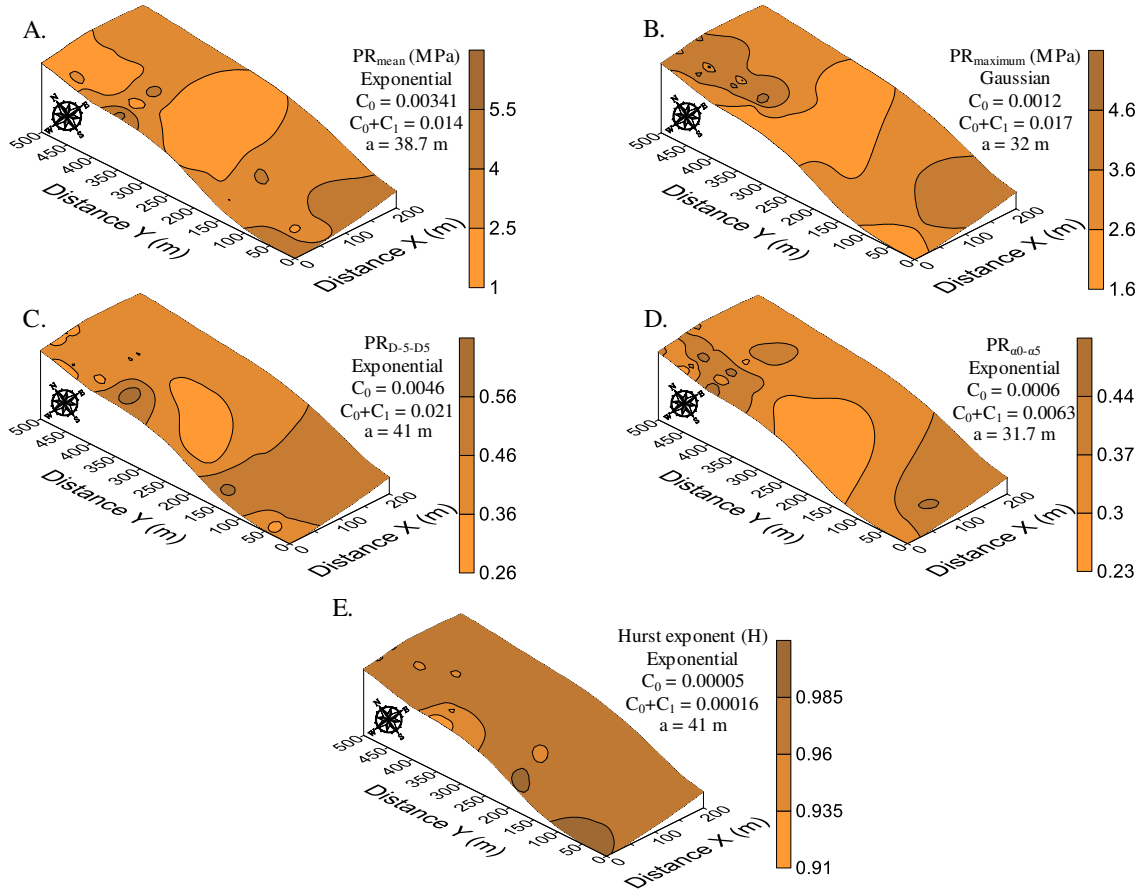 A.
PRmean (MPa)
Exponential
C0 = 0.00341
C0+C1 = 0.014
a = 38.7 m
5.5
4
2.5
1
500
450
400
350
300
250
200
150
100
50
0
Distance Y (m)
0
100
200
Distance X (m)
B.
PRmaximum (MPa)
Gaussian
C0 = 0.0012
C0+C1 = 0.017
a = 32 m
4.6
3.6
2.6
1.6
500
450
400
350
300
250
200
150
100
50
0
Distance Y (m)
0
100
200
Distance X (m)
C.
PRD-5-D5
Exponential
C0 = 0.0046
C0+C1 = 0.021
a = 41 m
0.56
0.46
0.36
0.26
500
450
400
350
300
250
200
150
100
50
0
Distance Y (m)
0
100
200
Distance X (m)
D.
PRα0-α5
Exponential
C0 = 0.0006
C0+C1 = 0.0063
a = 31.7 m
0.44
0.37
0.3
0.23
500
450
400
350
300
250
200
150
100
50
0
Distance Y (m)
0
100
200
Distance X (m)
E.
Hurst exponent (H)
Exponential
C0 = 0.00005
C0+C1 = 0.00016
a = 41 m
0.985
0.96
0.935
0.91
500
450
400
350
300
250
200
150
100
50
0
Distance Y (m)
0
100
200
Distance X (m)